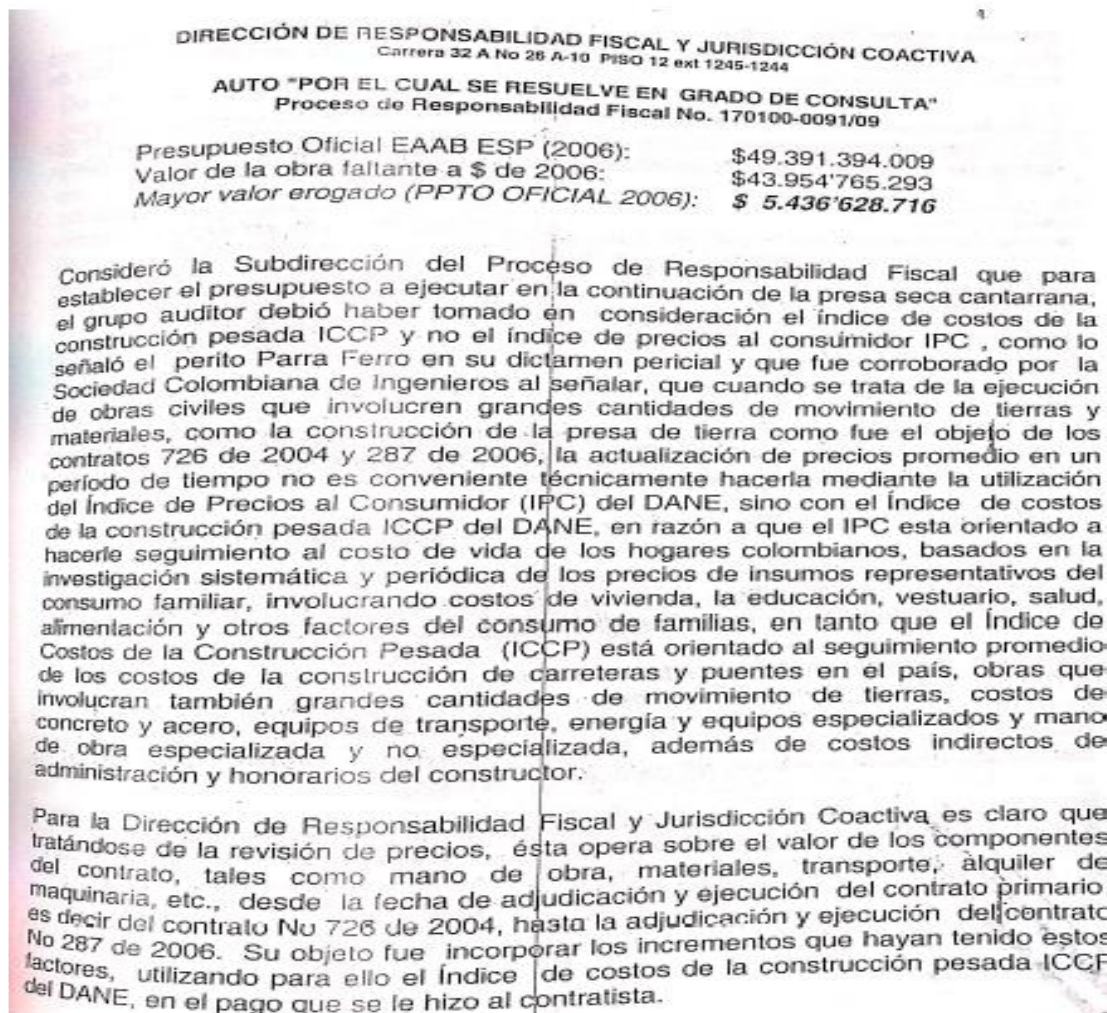 DIRECCIÓN DE RESPONSABILIDAD FISCAL Y JURISDICCIÓN COACTIVA
Carrera 32 A No 26 A-10 PISO 12 ext 1245-1244
AUTO "POR EL CUAL SE RESUELVE EN GRADO DE CONSULTA"
Proceso de Responsabilidad Fiscal No. 170100-0091/09
Presupuesto Oficial EAAB ESP (2006): $49.391.394.009
Valor de la obra faltante a $ de 2006: $43.954'765.293
Mayor valor erogado (PPTO OFICIAL 2006): $ 5.436'628.716
Consideró la Subdirección del Proceso de Responsabilidad Fiscal que para
establecer el presupuesto a ejecutar en la continuación de la presa seca cantarrana,
el grupo auditor debió haber tomado en consideración el índice de costos de la
construcción pesada ICCP y no el índice de precios al consumidor IPC , como lo
señaló el perito Parra Ferro en su dictamen pericial y que fue corroborado por la
Sociedad Colombiana de Ingenieros al señalar, que cuando se trata de la ejecución
de obras civiles que involucren grandes cantidades de movimiento de tierras y
materiales, como la construcción de la presa de tierra como fue el objeto de los
contratos 726 de 2004 y 287 de 2006, la actualización de precios promedio en un
período de tiempo no es conveniente técnicamente hacerla mediante la utilización
del Índice de Precios al Consumidor (IPC) del DANE, sino con el Índice de costos
de la construcción pesada ICCP del DANE, en razón a que el IPC esta orientado a
hacerle seguimiento al costo de vida de los hogares colombianos, basados en la
investigación sistemática y periódica de los precios de insumos representativos del
consumo familiar, involucrando costos de vivienda, la educación, vestuario, salud,
alimentación y otros factores del consumo de familias, en tanto que el Índice de
Costos de la Construcción Pesada (ICCP) está orientado al seguimiento promedio
de los costos de la construcción de carreteras y puentes en el país, obras que
involucran también grandes cantidades de movimiento de tierras, costos de
concreto y acero, equipos de transporte, energía y equipos especializados y mano
de obra especializada y no especializada, además de costos indirectos de
administración y honorarios del constructor.
Para la Dirección de Responsabilidad Fiscal y Jurisdicción Coactiva es claro que
tratándose de la revisión de precios, ésta opera sobre el valor de los componentes
del contrato, tales como mano de obra, materiales, transporte, alquiler de
maquinaria, etc., desde la fecha de adjudicación y ejecución del contrato primario
es decir del contrato No 726 de 2004, hasta la adjudicación y ejecución del contrato
No 287 de 2006. Su objeto fue incorporar los incrementos que hayan tenido estos
factores, utilizando para ello el Índice de costos de la construcción pesada ICCP
del DANE, en el pago que se le hizo al contratista.